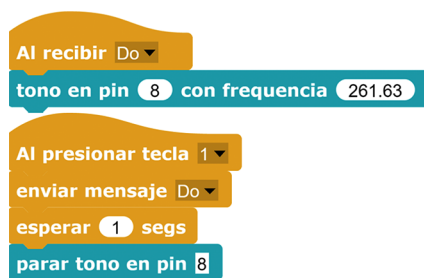 Al recibir Do
tono en pin 8 con frequencia 261.63
Al presionar tecla 1
enviar mensaje Do
esperar 1 segs
parar tono en pin 8